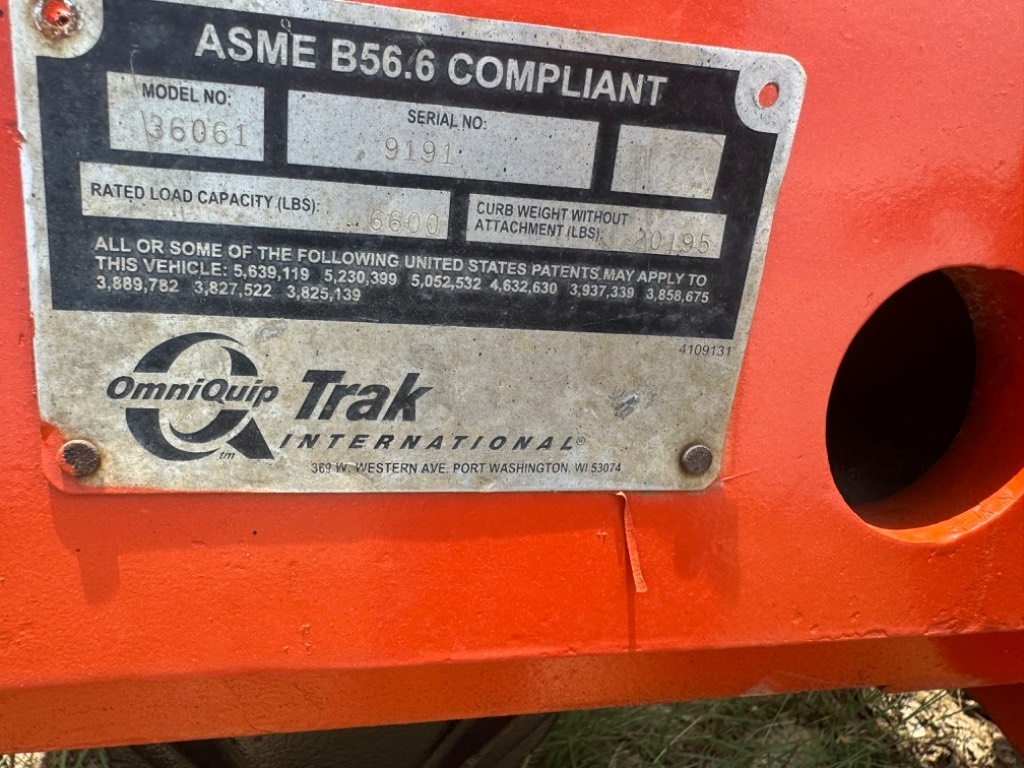 ASME B56.6 COMPLIANT
MODEL NO:
36061
SERIAL NO:
9191
RATED LOAD CAPACITY (LBS):
6600
CURB WEIGHT WITHOUT
ATTACHMENT (LBS):
20195
ALL OR SOME OF THE FOLLOWING UNITED STATES PATENTS MAY APPLY TO
THIS VEHICLE: 5,639,119 5,230,399 5,052,532 4,632,630 3,937,339 3,858,675
3,889,782 3,827,522 3,825,139
4109131
OmniQuip
tm
Trak
INTERNATIONAL®
369 W. WESTERN AVE. PORT WASHINGTON, WI 53074